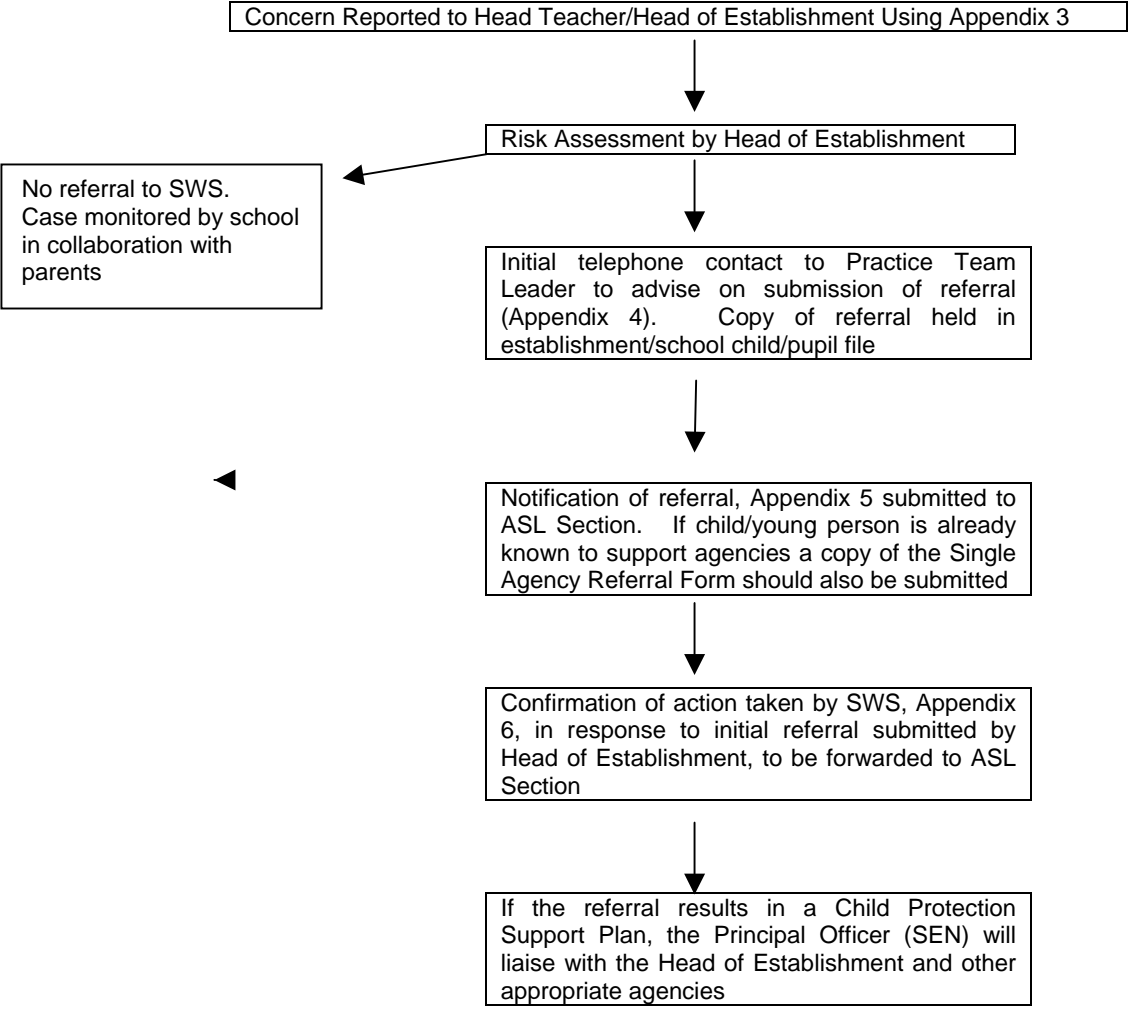 Concern Reported to Head Teacher/Head of Establishment Using Appendix 3
Risk Assessment by Head of Establishment
No referral to SWS.
Case monitored by school
in collaboration with
parents
Initial telephone contact to Practice Team
Leader to advise on submission of referral
(Appendix 4). Copy of referral held in
establishment/school child/pupil file
Notification of referral, Appendix 5 submitted to
ASL Section. If child/young person is already
known to support agencies a copy of the Single
Agency Referral Form should also be submitted
Confirmation of action taken by SWS, Appendix
6, in response to initial referral submitted by
Head of Establishment, to be forwarded to ASL
Section
If the referral results in a Child Protection
Support Plan, the Principal Officer (SEN) will
liaise with the Head of Establishment and other
appropriate agencies